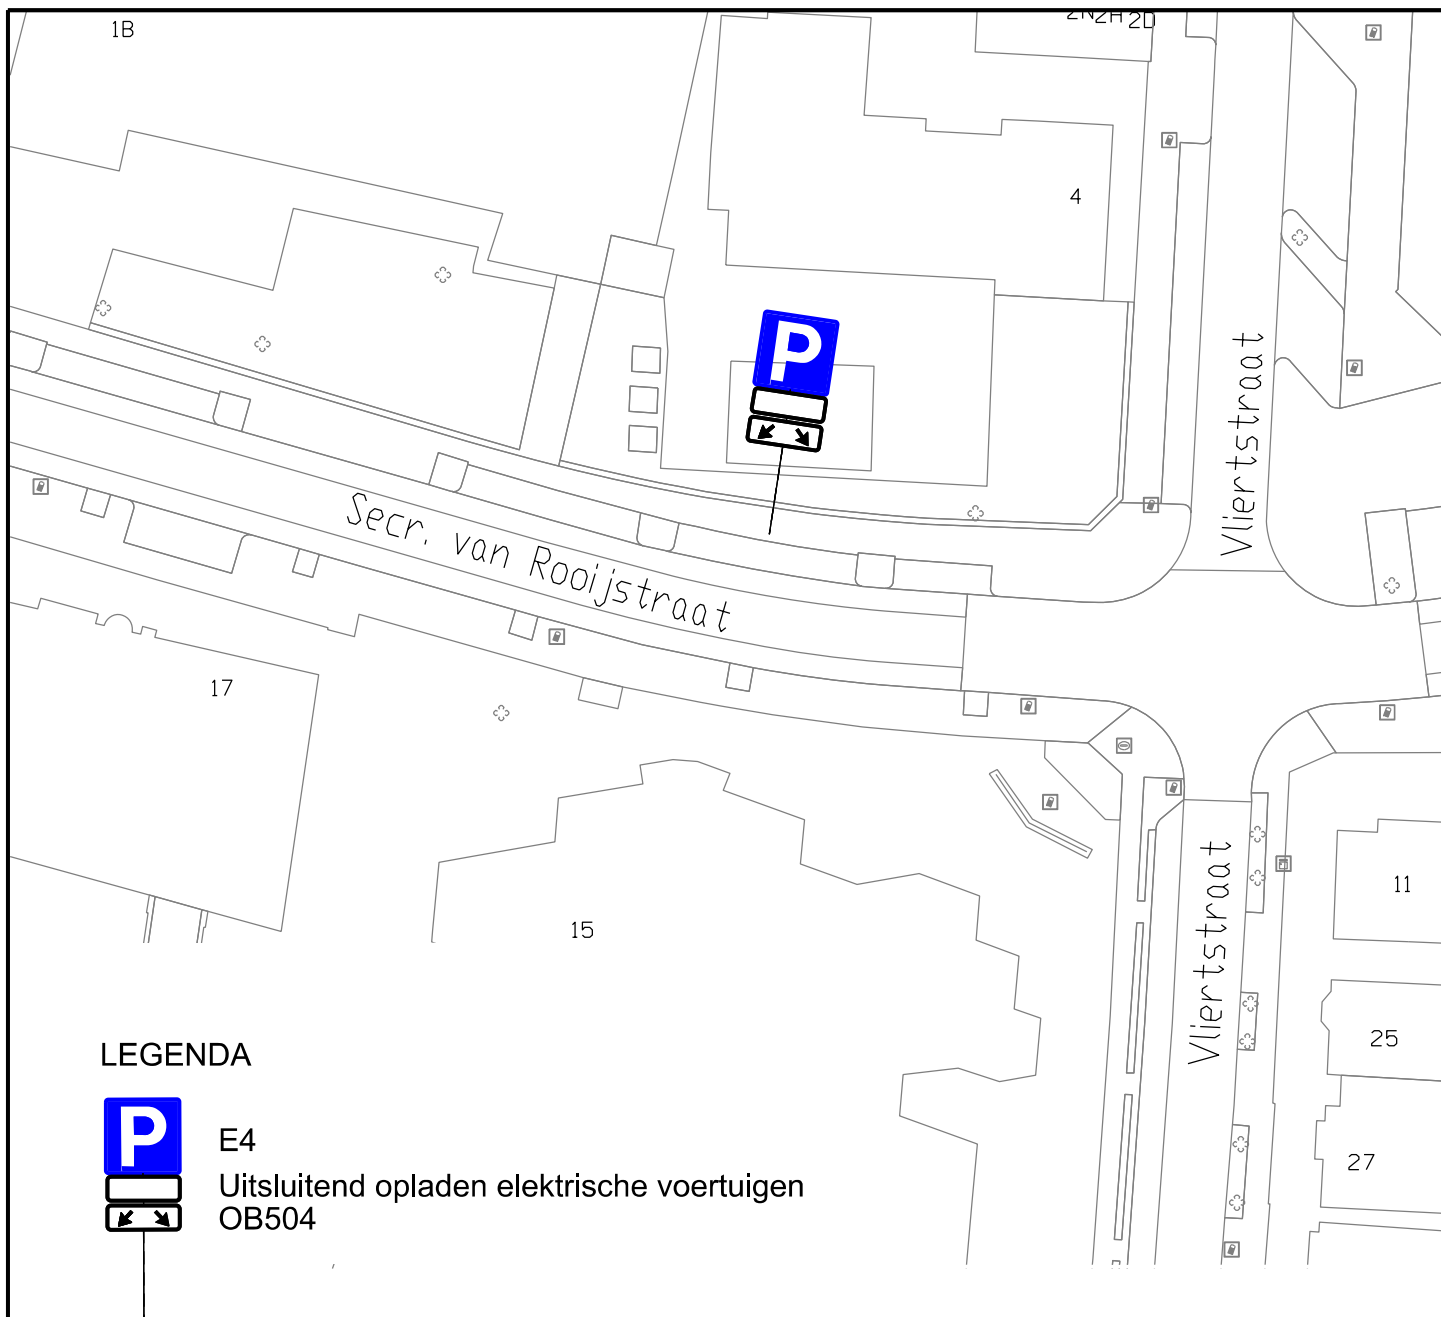 1B
2N2H 2D
4
Vliertstraat
Secr. van Rooijstraat
17
15
11
Vliertstraat
25
27
LEGENDA
P
P
E4
Uitsluitend opladen elektrische voertuigen
OB504